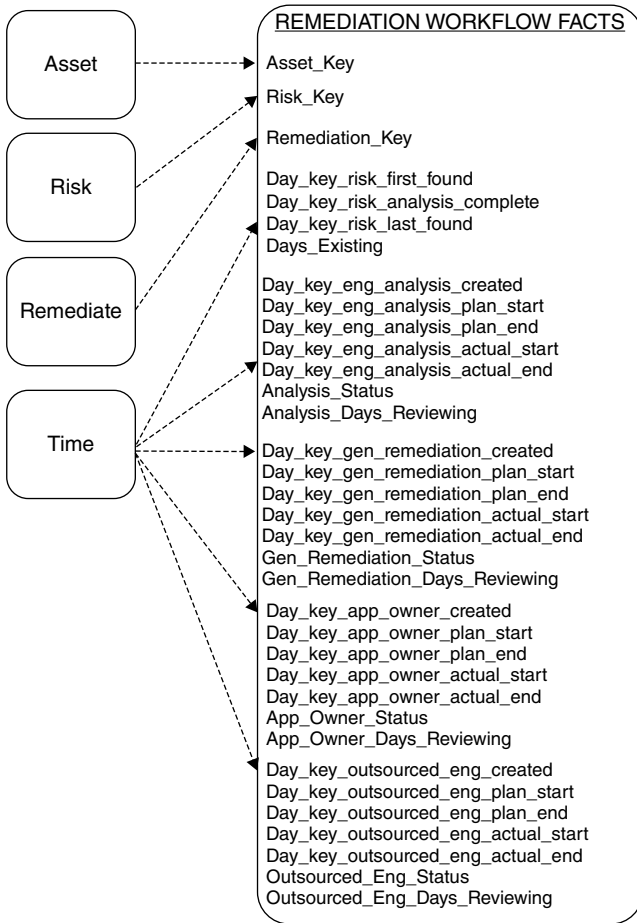 REMEDIATION WORKFLOW FACTS
Asset
Asset_Key
Risk_Key
Risk
Remediation_Key
Remediate
Day_key_risk_first_found
Day_key_risk_analysis_complete
Day_key_risk_last_found
Days_Existing
Day_key_eng_analysis_created
Day_key_eng_analysis_plan_start
Day_key_eng_analysis_plan_end
Day_key_eng_analysis_actual_start
Day_key_eng_analysis_actual_end
Analysis_Status
Analysis_Days_Reviewing
Time
Day_key_gen_remediation_created
Day_key_gen_remediation_plan_start
Day_key_gen_remediation_plan_end
Day_key_gen_remediation_actual_start
Day_key_gen_remediation_actual_end
Gen_Remediation_Status
Gen_Remediation_Days_Reviewing
Day_key_app_owner_created
Day_key_app_owner_plan_start
Day_key_app_owner_plan_end
Day_key_app_owner_actual_start
Day_key_app_owner_actual_end
App_Owner_Status
App_Owner_Days_Reviewing
Day_key_outsourced_eng_created
Day_key_outsourced_eng_plan_start
Day_key_outsourced_eng_plan_end
Day_key_outsourced_eng_actual_start
Day_key_outsourced_eng_actual_end
Outsourced_Eng_Status
Outsourced_Eng_Days_Reviewing